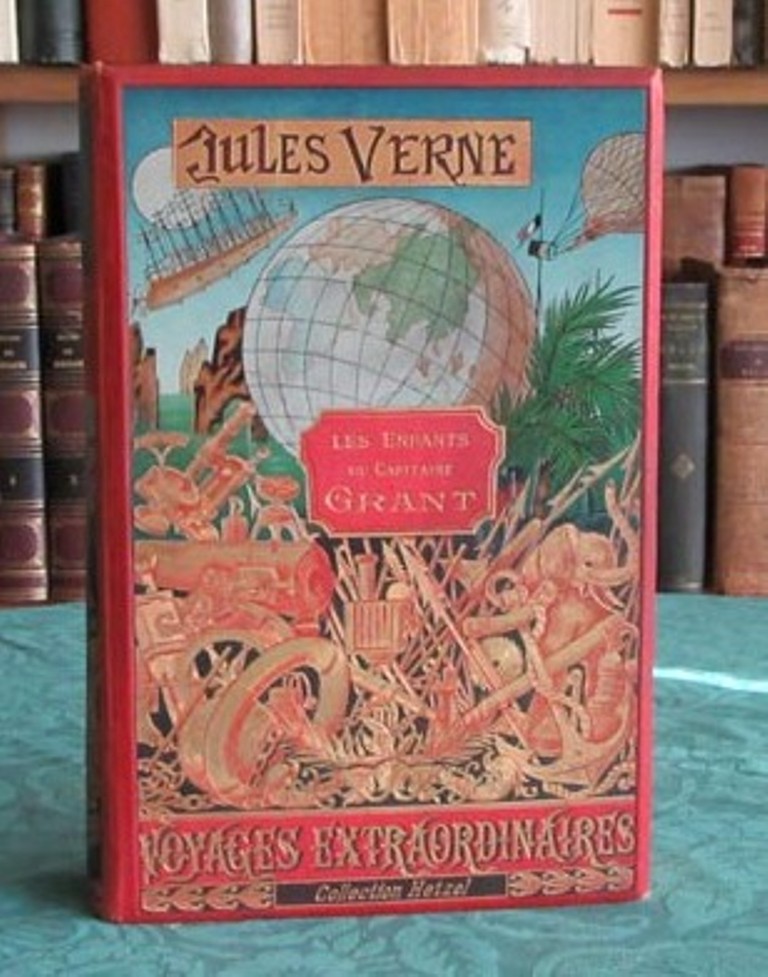 JULES VERNE
LES ENFANTS
DU CAPITAINE
GRANT
VOYAGES EXTRAORDINAIRES
Collection Hetzel